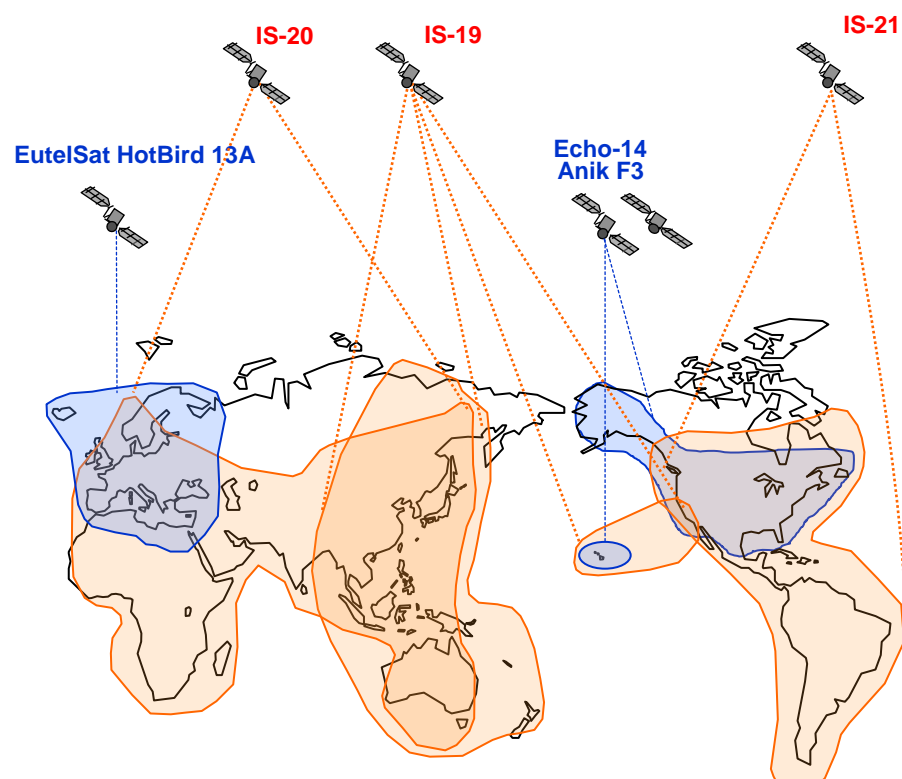 IS-20
IS-19
IS-21
EutelSat HotBird 13A
Echo-14
Anik F3